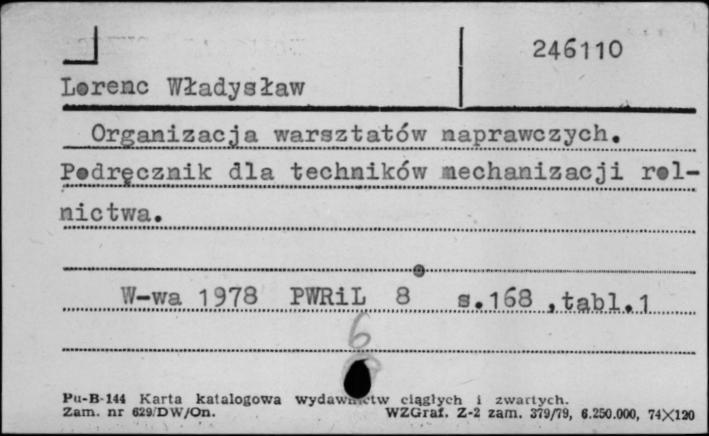 246110
Lorenc Władysław
Organizacja warsztatów naprawczych.
Podręcznik dla techników mechanizacji rol-
nictwa.
W-wa 1978 PWRiL 8 s.168 ,tabl.1
6
Pu-B-144 Karta katalogowa wydawnictw ciągłych i zwartych.
Zam. nr 629/DW/On. WZGraf. Z-2 zam. 379/79, 6.250.000, 74×120